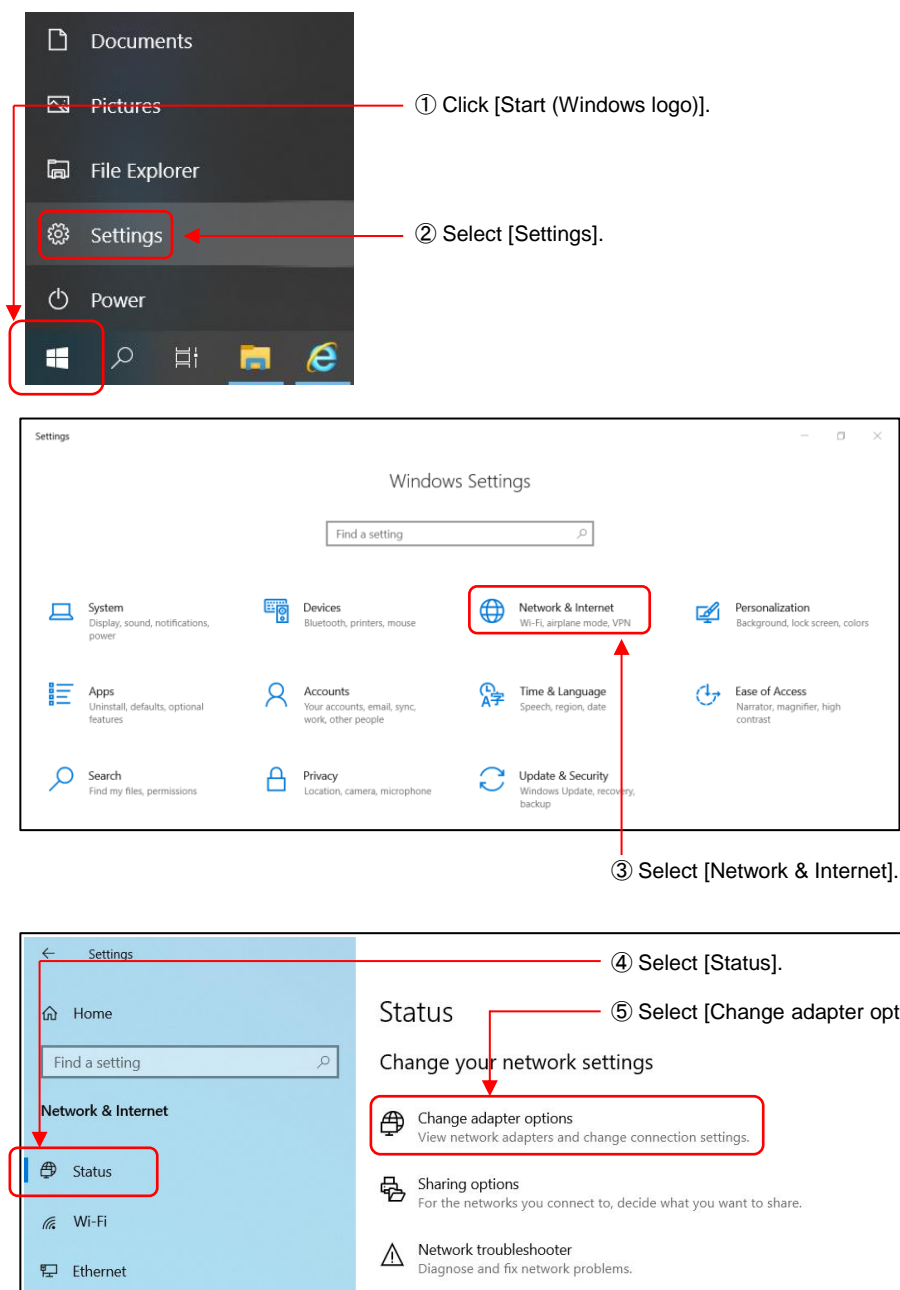 Documents
Pictures
① Click [Start (Windows logo)].
File Explorer
Settings
② Select [Settings].
Power
Settings
Windows Settings
Find a setting
System
Display, sound, notifications,
power
Devices
Bluetooth, printers, mouse
Network & Internet
Wi-Fi, airplane mode, VPN
Personalization
Background, lock screen, colors
Apps
Uninstall, defaults, optional
features
Accounts
Your accounts, email, sync,
work, other people
Time & Language
Speech, region, date
Ease of Access
Narrator, magnifier, high
contrast
Search
Find my files, permissions
Privacy
Location, camera, microphone
Update & Security
Windows Update, recovery,
backup
③ Select [Network & Internet].
Settings
④ Select [Status].
Home
Find a setting
Network & Internet
Status
Wi-Fi
Ethernet
Status
⑤ Select [Change adapter opt
Change your network settings
Change adapter options
View network adapters and change connection settings.
Sharing options
For the networks you connect to, decide what you want to share.
Network troubleshooter
Diagnose and fix network problems.